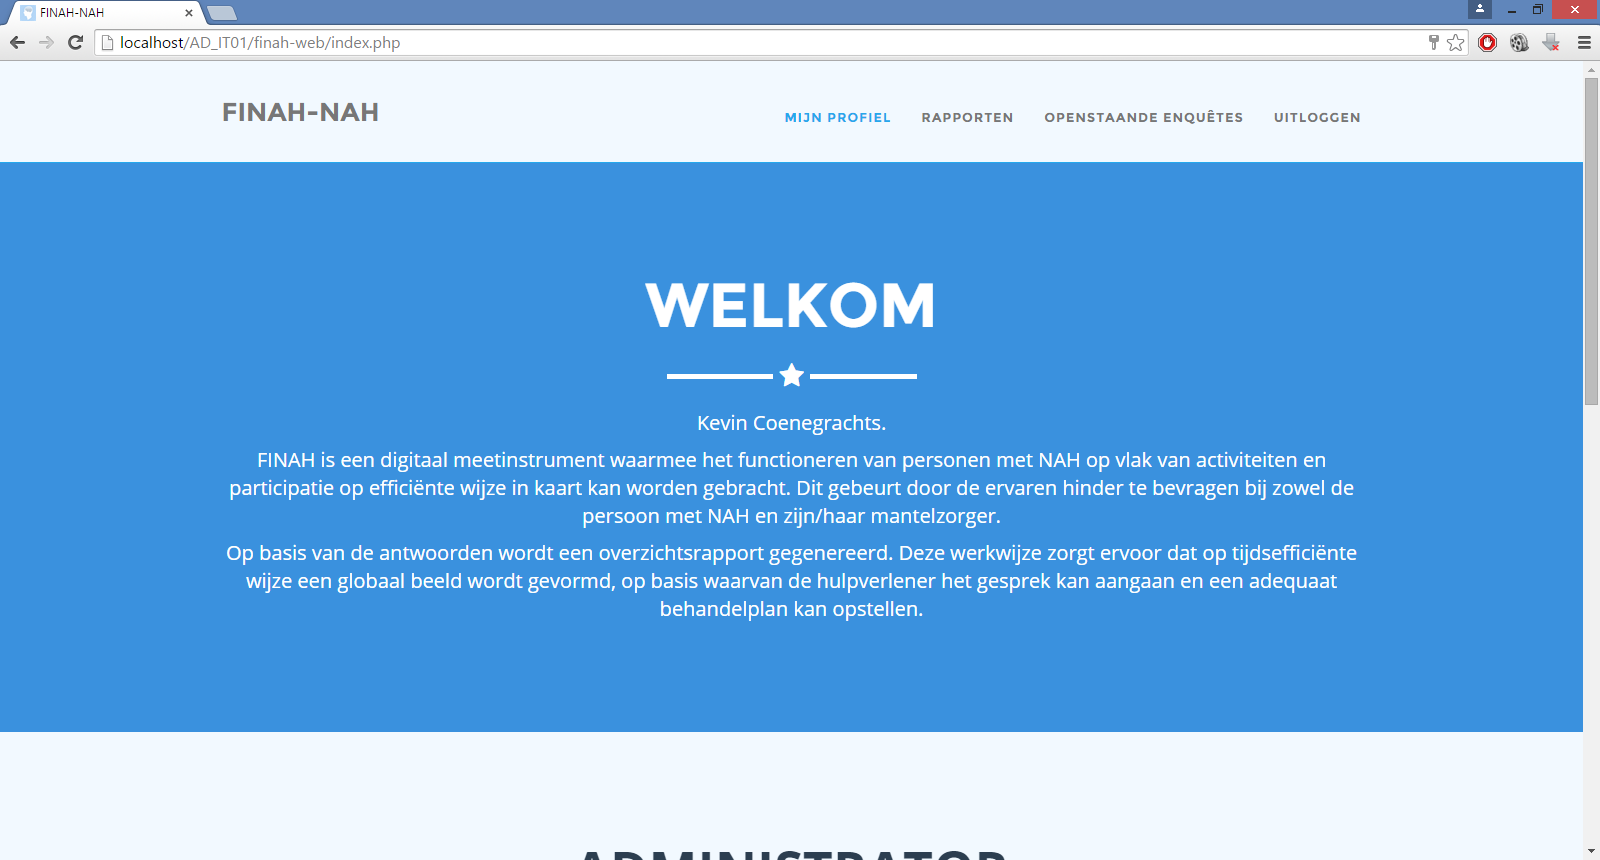 FINAH-NAH
localhost/AD_IT01/finah-web/index.php
FINAH-NAH
MIJN PROFIEL RAPPORTEN OPENSTAANDE ENQUÊTES UITLOGGEN
WELKOM
Kevin Coenegrachts.
FINAH is een digitaal meetinstrument waarmee het functioneren van personen met NAH op vlak van activiteiten en
participatie op efficiënte wijze in kaart kan worden gebracht. Dit gebeurt door de ervaren hinder te bevragen bij zowel de
persoon met NAH en zijn/haar mantelzorger.
Op basis van de antwoorden wordt een overzichtsrapport gegenereerd. Deze werkwijze zorgt ervoor dat op tijdsefficiënte
wijze een globaal beeld wordt gevormd, op basis waarvan de hulpverlener het gesprek kan aangaan en een adequaat
behandelplan kan opstellen.
ADMINISTRATOR